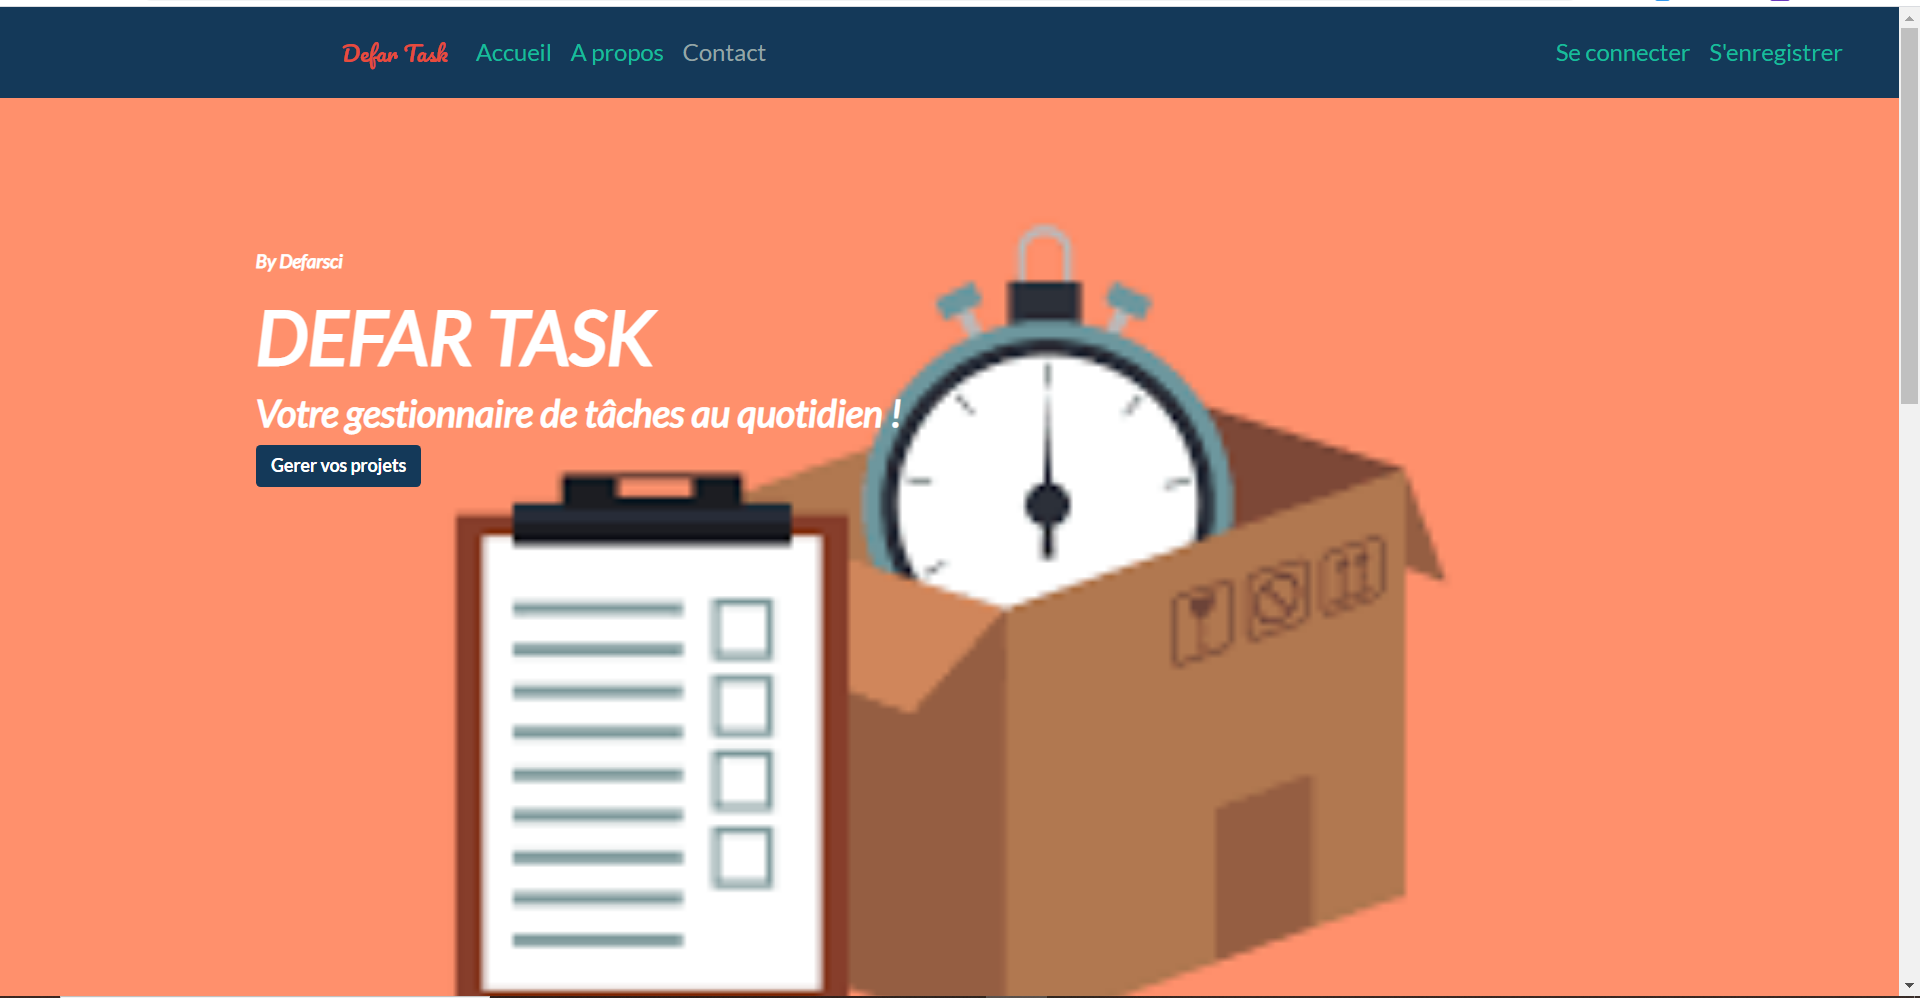 Defar Task Accueil A propos Contact Se connecter S'enregistrer
By Defarsci
DEFAR TASK
Votre gestionnaire de tâches au quotidien !
Gerer vos projets